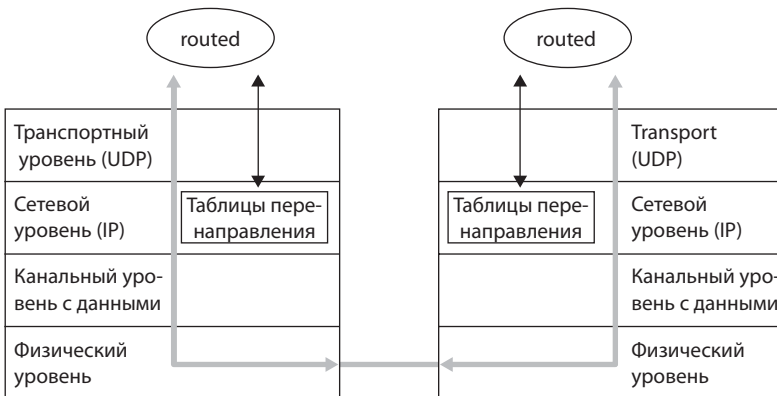 routed
routed
Транспортный
уровень (UDP)
Сетевой
уровень (IP)
Таблицы пере-
направления
Канальный уро-
вень с данными
Физический
уровень
Transport
(UDP)
Таблицы пере-
направления
Сетевой
уровень (IP)
Канальный уро-
вень с данными
Физический
уровень